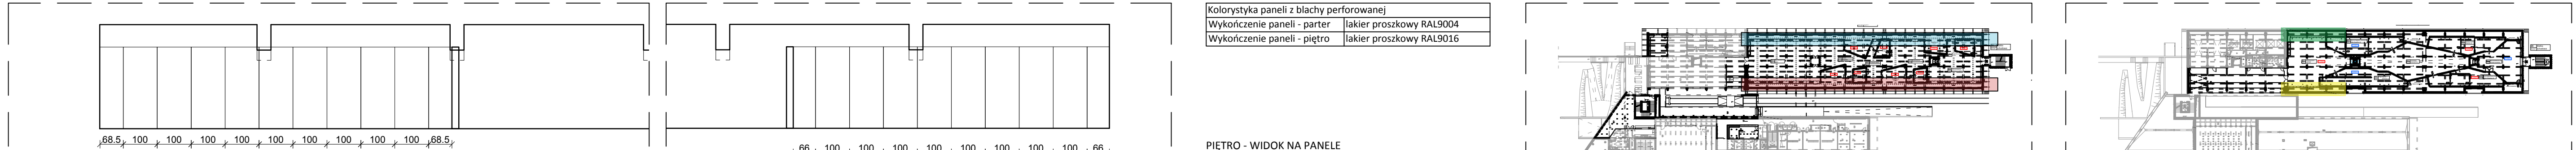 68.5 100 100 100 100 100 100 100 100 100 68.5
66 100 100 100 100 100 100 100 100 66
Kolorystyka paneli z blachy perforowanej
Wykończenie paneli - parter lakier proszkowy RAL9004
Wykończenie paneli - piętro lakier proszkowy RAL9016
PIĘTRO - WIDOK NA PANELE